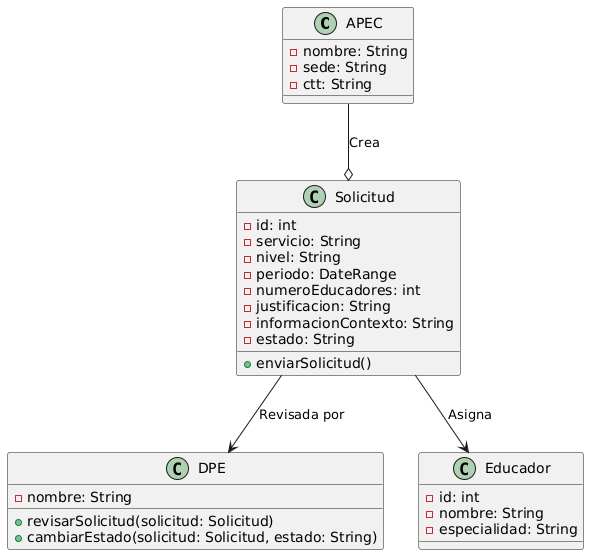 C APEC
nombre: String
sede: String
ctt: String
Crea
C Solicitud
id: int
servicio: String
nivel: String
periodo: DateRange
numeroEducadores: int
justificacion: String
informacionContexto: String
estado: String
enviarSolicitud()
Revisada por
Asigna
C DPE
nombre: String
revisarSolicitud(solicitud: Solicitud)
cambiarEstado(solicitud: Solicitud, estado: String)
C Educador
id: int
nombre: String
especialidad: String